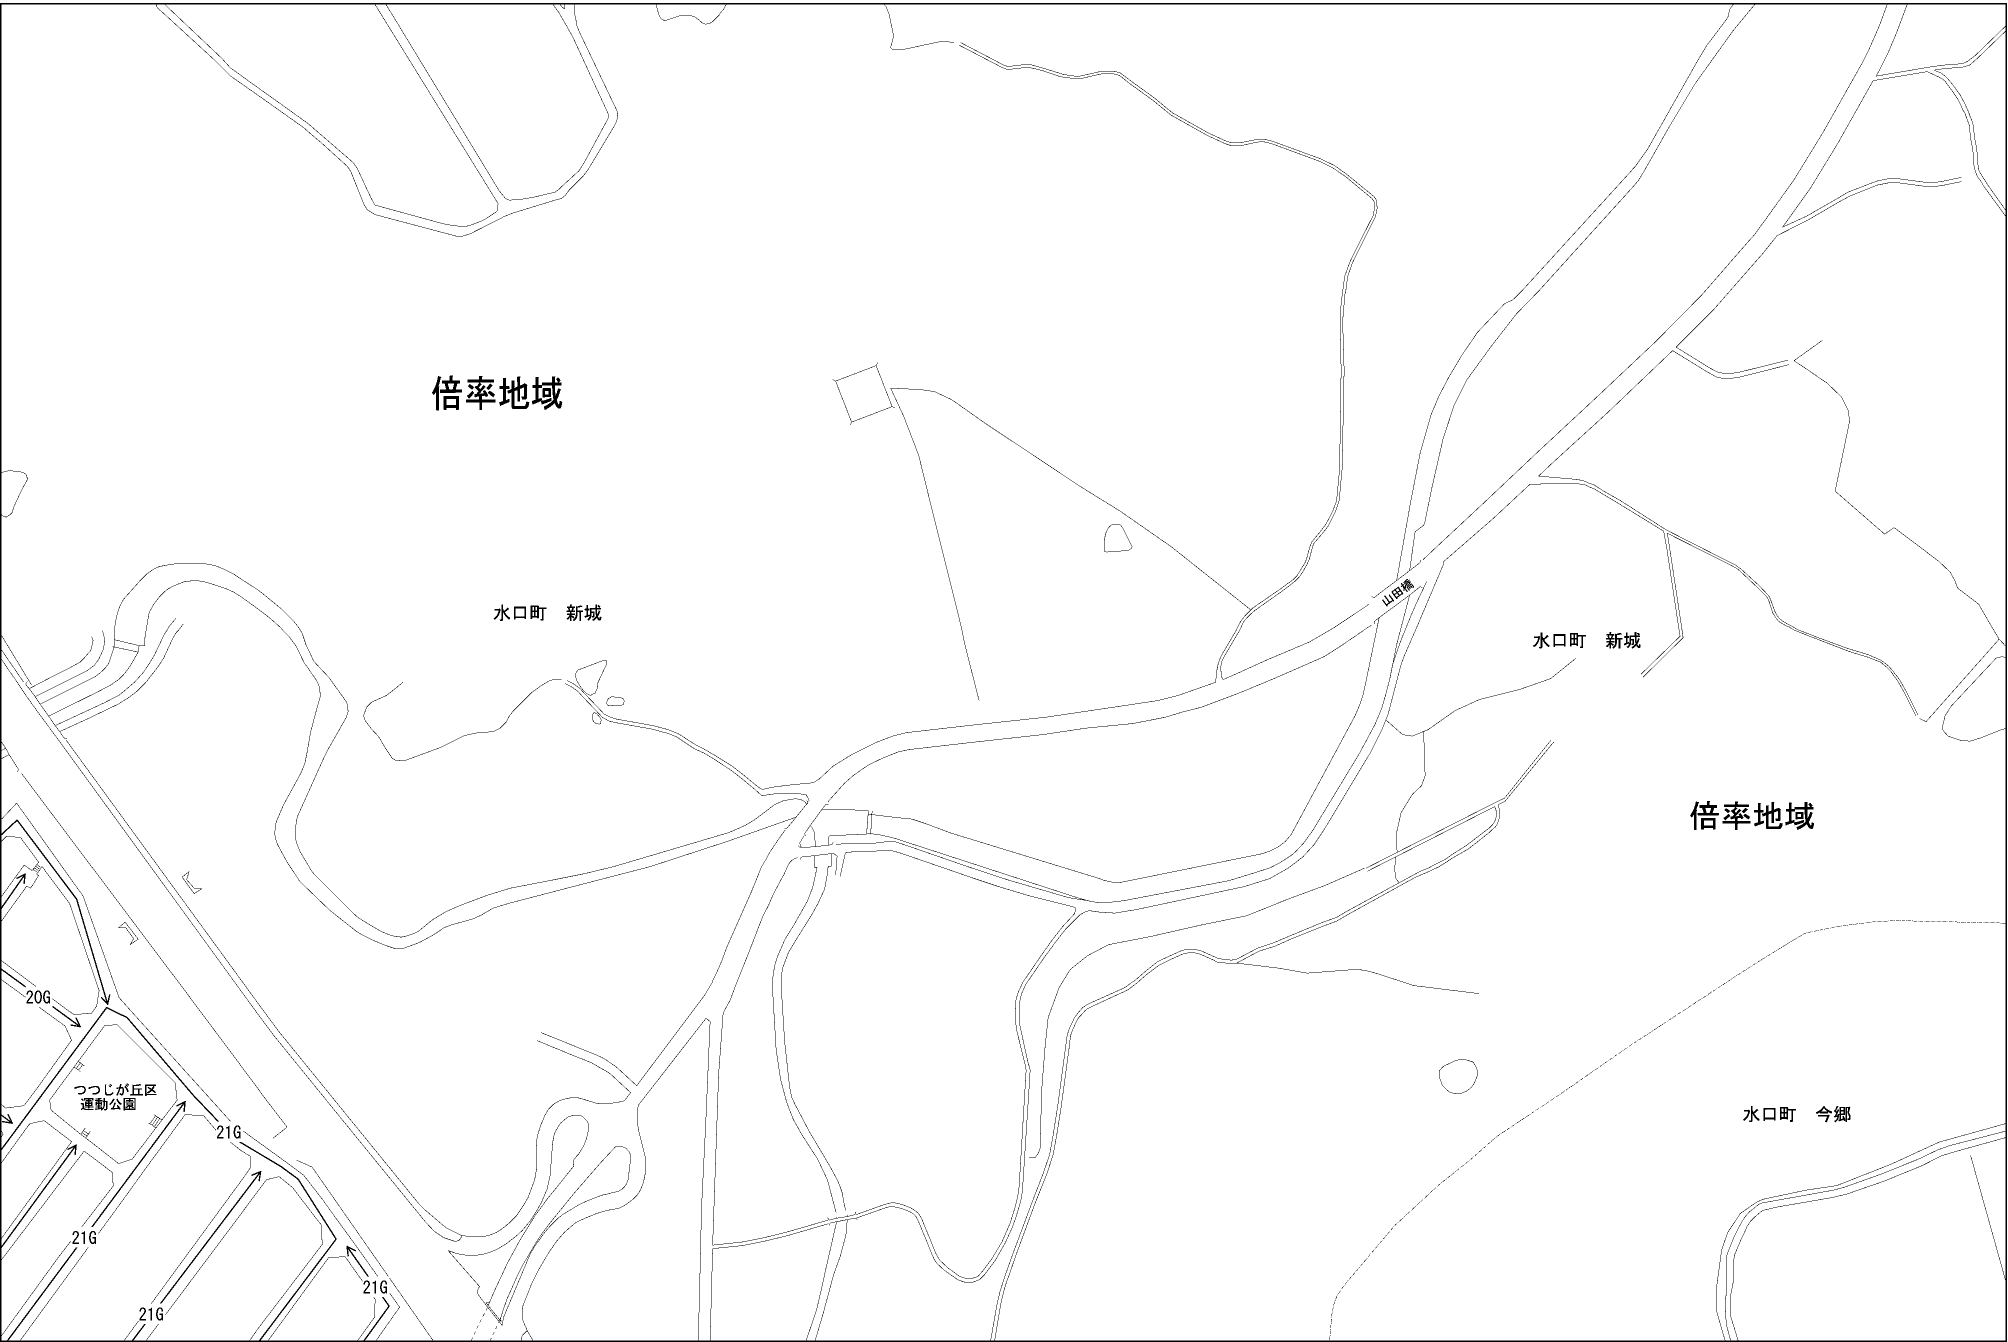 倍率地域
山田橋
水口町　新城
水口町　新城
倍率地域
20G
つつじが丘区
運動公園
水口町　今郷
21G
21G
21G
21G